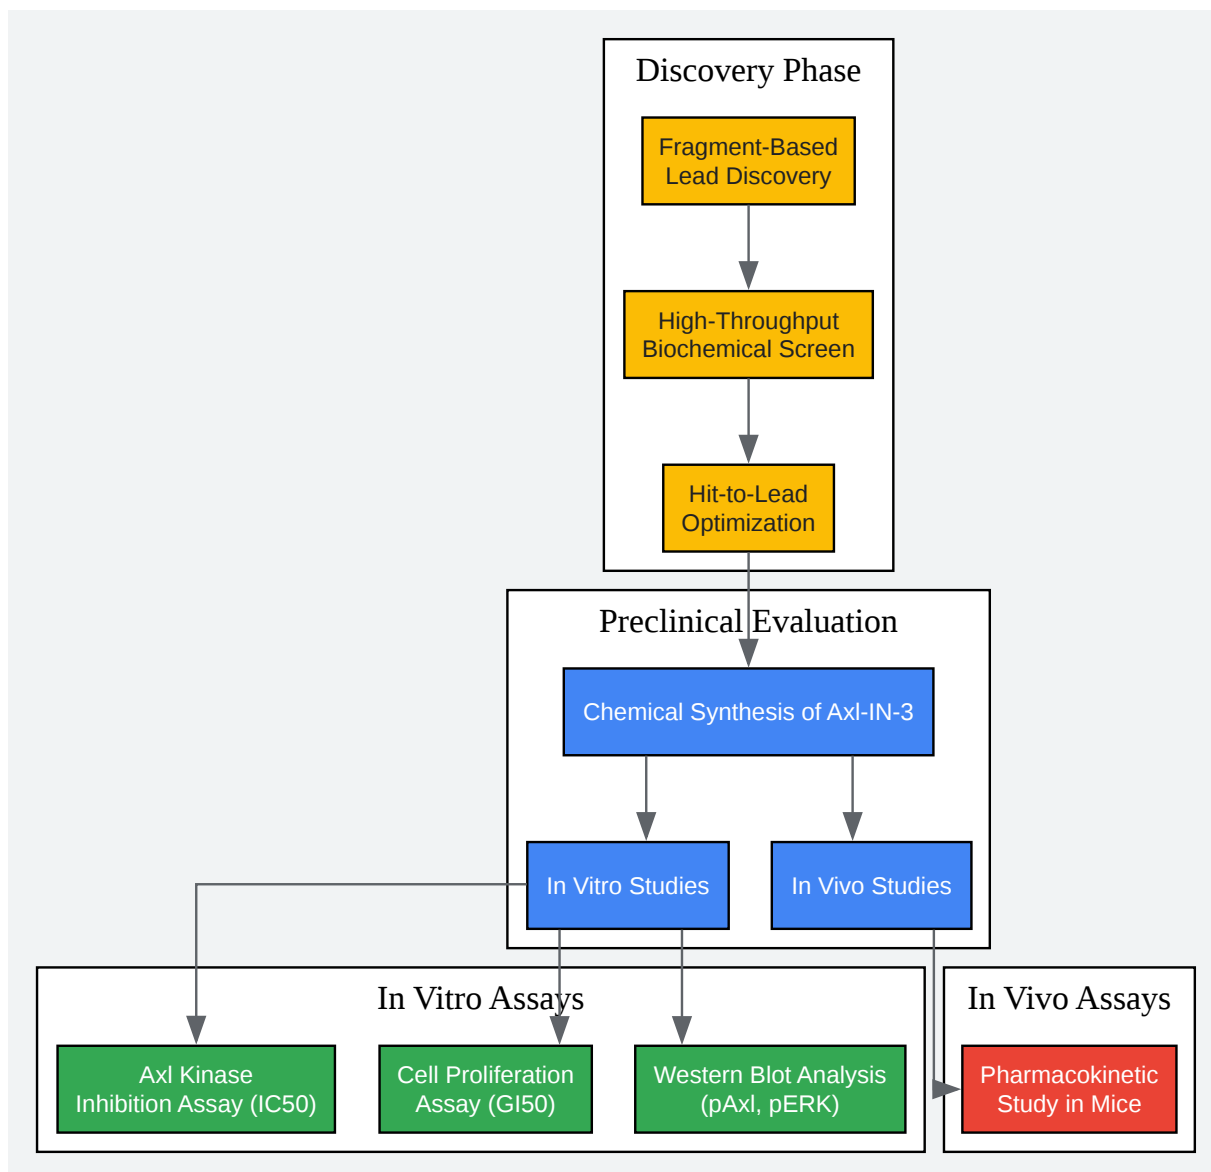 Discovery Phase
Fragment-Based
Lead Discovery
High-Throughput
Biochemical Screen
Hit-to-Lead
Optimization
Preclinical Evaluation
Chemical Synthesis of Axl-IN-3
In Vitro Studies
In Vivo Studies
In Vitro Assays
Axl Kinase
Inhibition Assay (IC50)
Cell Proliferation
Assay (GI50)
Western Blot Analysis
(pAxl, pERK)
In Vivo Assays
Pharmacokinetic
Study in Mice